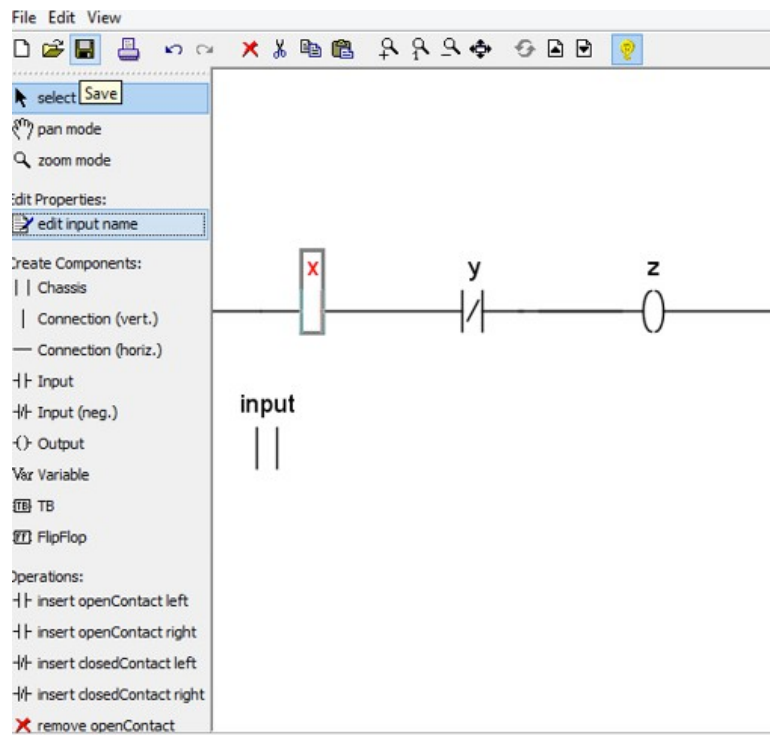 File Edit View
select Save
pan mode
zoom mode
Edit Properties:
edit input name
Create Components:
Chassis
Connection (vert.)
Connection (horiz.)
Input
Input (neg.)
Output
Var Variable
TB TB
FF FlipFlop
Operations:
insert openContact left
insert openContact right
insert closedContact left
insert closedContact right
remove openContact
x y z
input